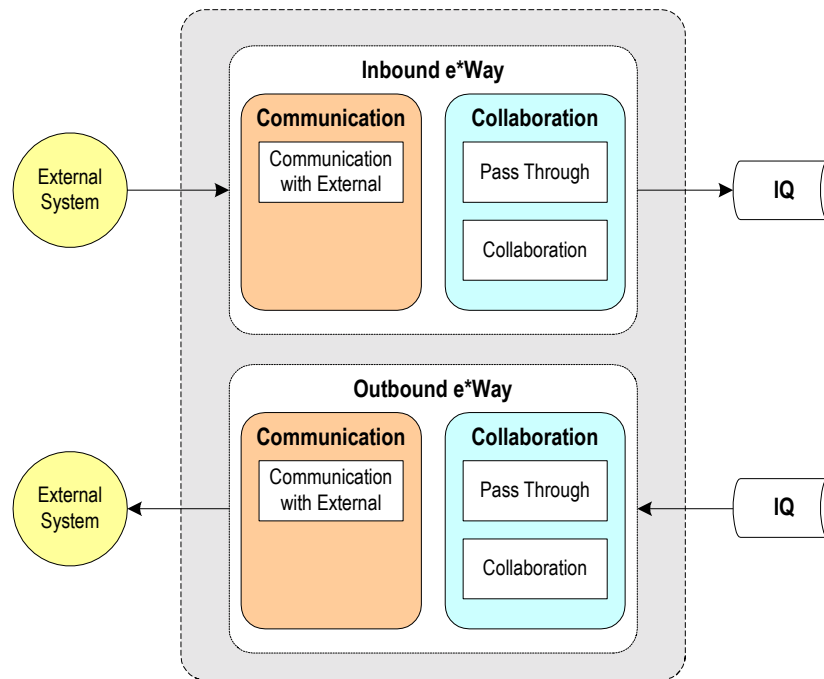 Inbound e*Way
Communication
Collaboration
Communication
with External
Pass Through
Collaboration
External
System
IQ
Outbound e*Way
Communication
Collaboration
Communication
with External
Pass Through
Collaboration
External
System
IQ